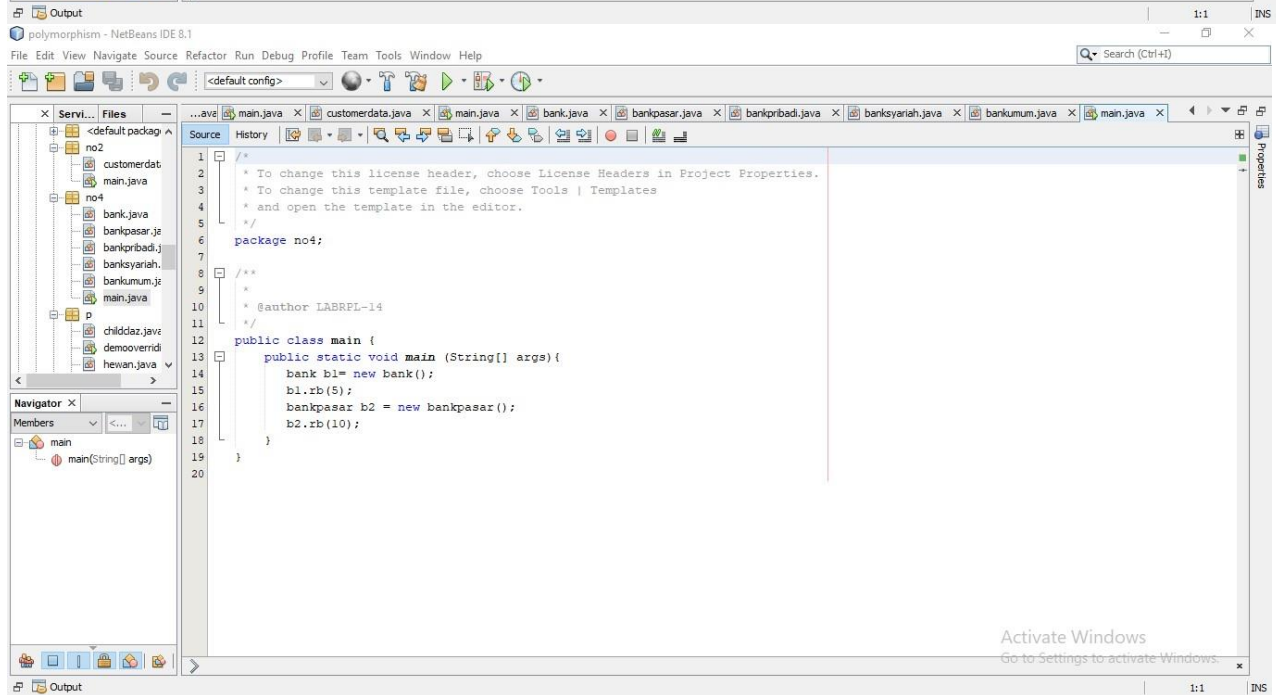 Output
1:1 INS
polymorphism - NetBeans IDE 8.1
File Edit View Navigate Source Refactor Run Debug Profile Team Tools Window Help
Search (Ctrl+I)
<default config>
Servi... Files
...ava main.java customerdata.java main.java bank.java bankpasar.java bankpribadi.java banksyariah.java bankumum.java main.java
Source History
<default packag
no2
customerdat
main.java
no4
bank.java
bankpasar.ja
bankpribadi.j
banksyariah.
bankumum.ja
main.java
p
childclaz.java
demooverridi
hewan.java
Navigator
Members <...
main
main(String[] args)
1 /*
2 * To change this license header, choose License Headers in Project Properties.
3 * To change this template file, choose Tools | Templates
4 * and open the template in the editor.
5 */
6 package no4;
7
8 /**
9 *
10 * @author LABRPL-14
11 */
12 public class main {
13 public static void main (String[] args){
14 bank b1= new bank();
15 b1.rb(5);
16 bankpasar b2 = new bankpasar();
17 b2.rb(10);
18 }
19 }
20
Properties
Activate Windows
Go to Settings to activate Windows.
Output
1:1 INS